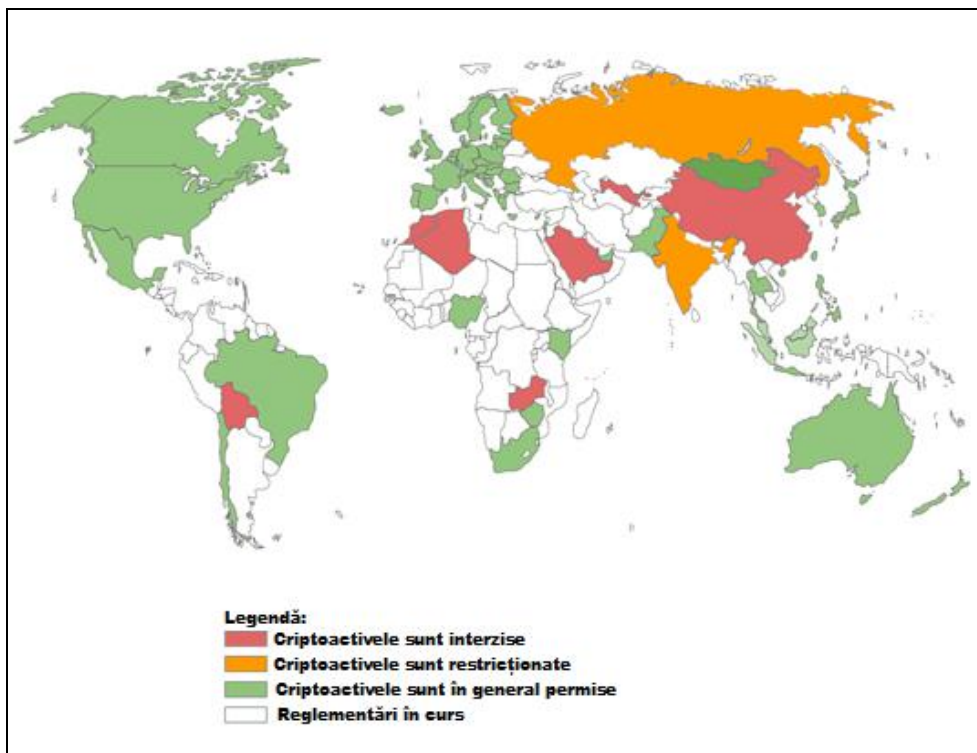 Legendă:
Criptoactivele sunt interzise
Criptoactivele sunt restricționate
Criptoactivele sunt în general permise
Reglementări în curs